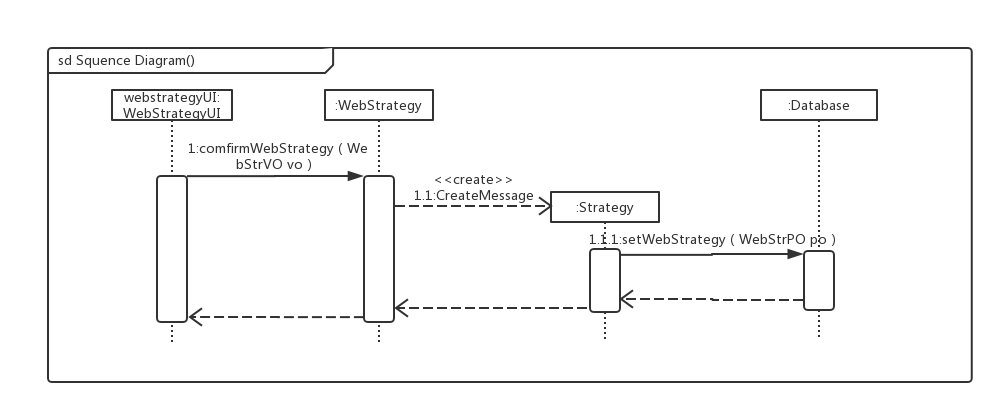 sd Squence Diagram()
webstrategyUI:
WebStrategyUI
:WebStrategy
:Database
1:comfirmWebStrategy ( We
bStrVO vo )
<<create>>
1.1:CreateMessage
:Strategy
1.1.1:setWebStrategy ( WebStrPO po )